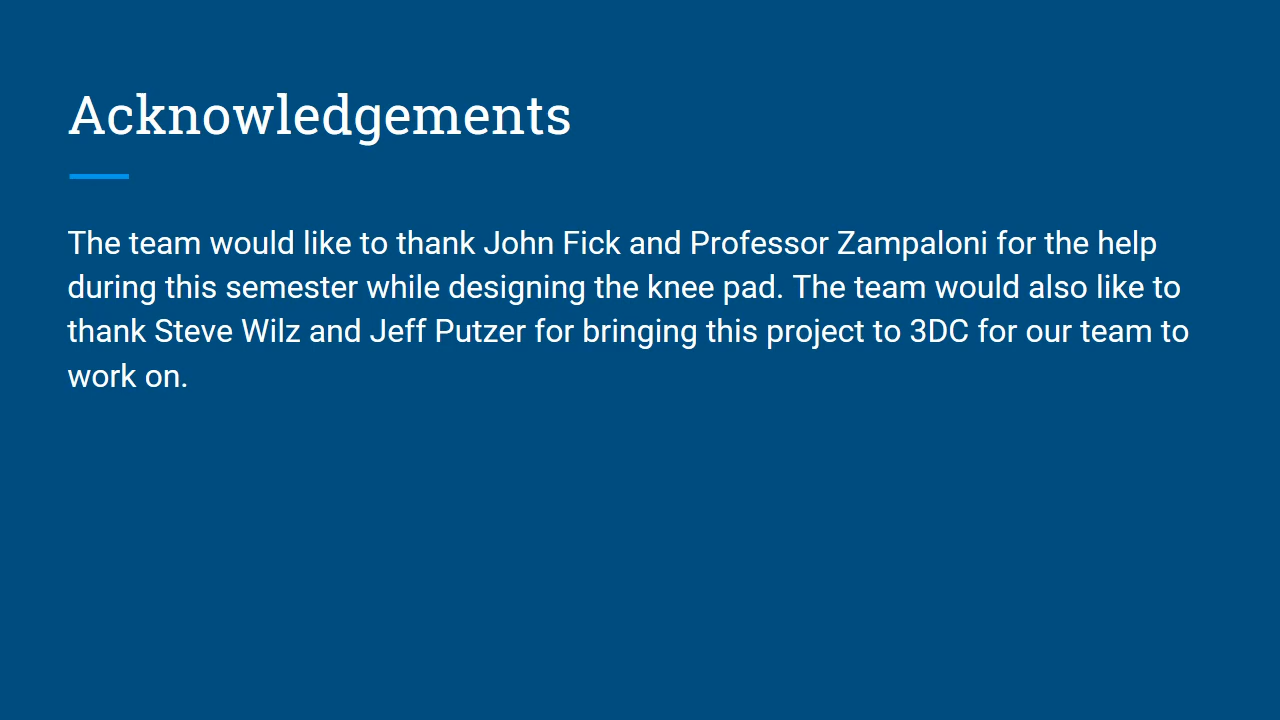 Acknowledgements
The team would like to thank John Fick and Professor Zampaloni for the help
during this semester while designing the knee pad. The team would also like to
thank Steve Wilz and Jeff Putzer for bringing this project to 3DC for our team to
work on.